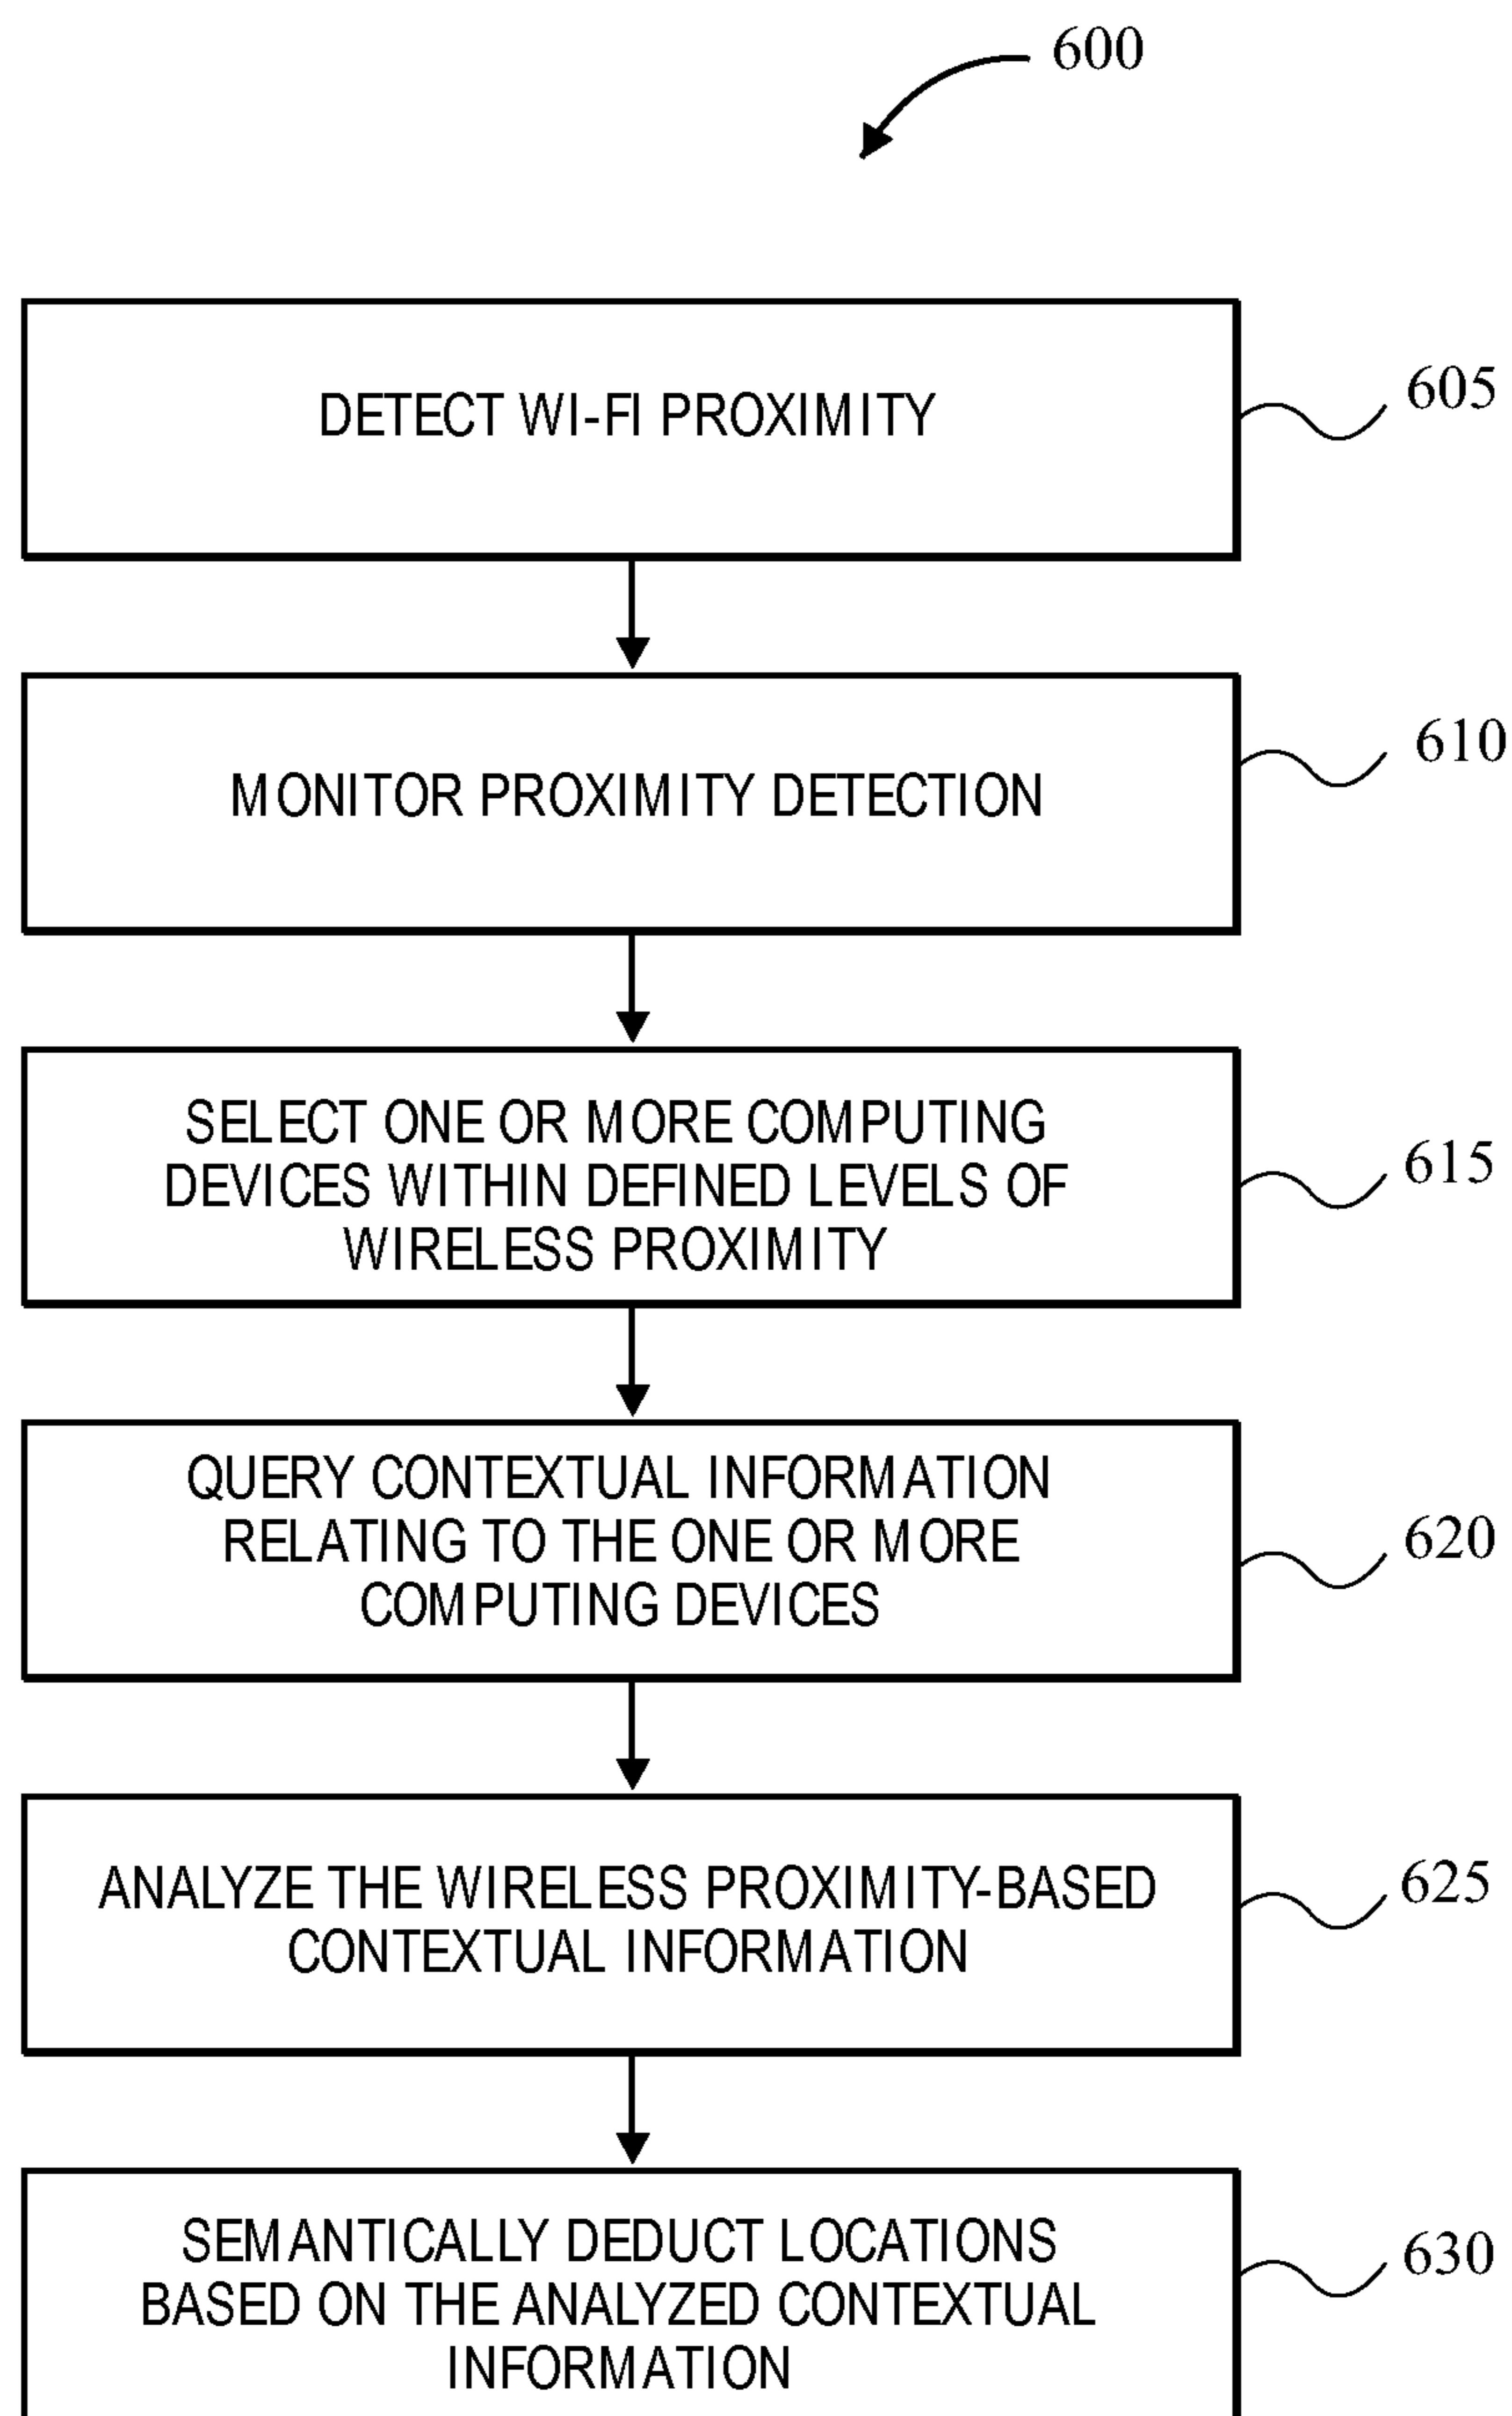 600
DETECT WI-FI PROXIMITY
605
MONITOR PROXIMITY DETECTION
610
SELECT ONE OR MORE COMPUTING
DEVICES WITHIN DEFINED LEVELS OF
WIRELESS PROXIMITY
615
QUERY CONTEXTUAL INFORMATION
RELATING TO THE ONE OR MORE
COMPUTING DEVICES
620
ANALYZE THE WIRELESS PROXIMITY-BASED
CONTEXTUAL INFORMATION
625
SEMANTICALLY DEDUCT LOCATIONS
BASED ON THE ANALYZED CONTEXTUAL
INFORMATION
630